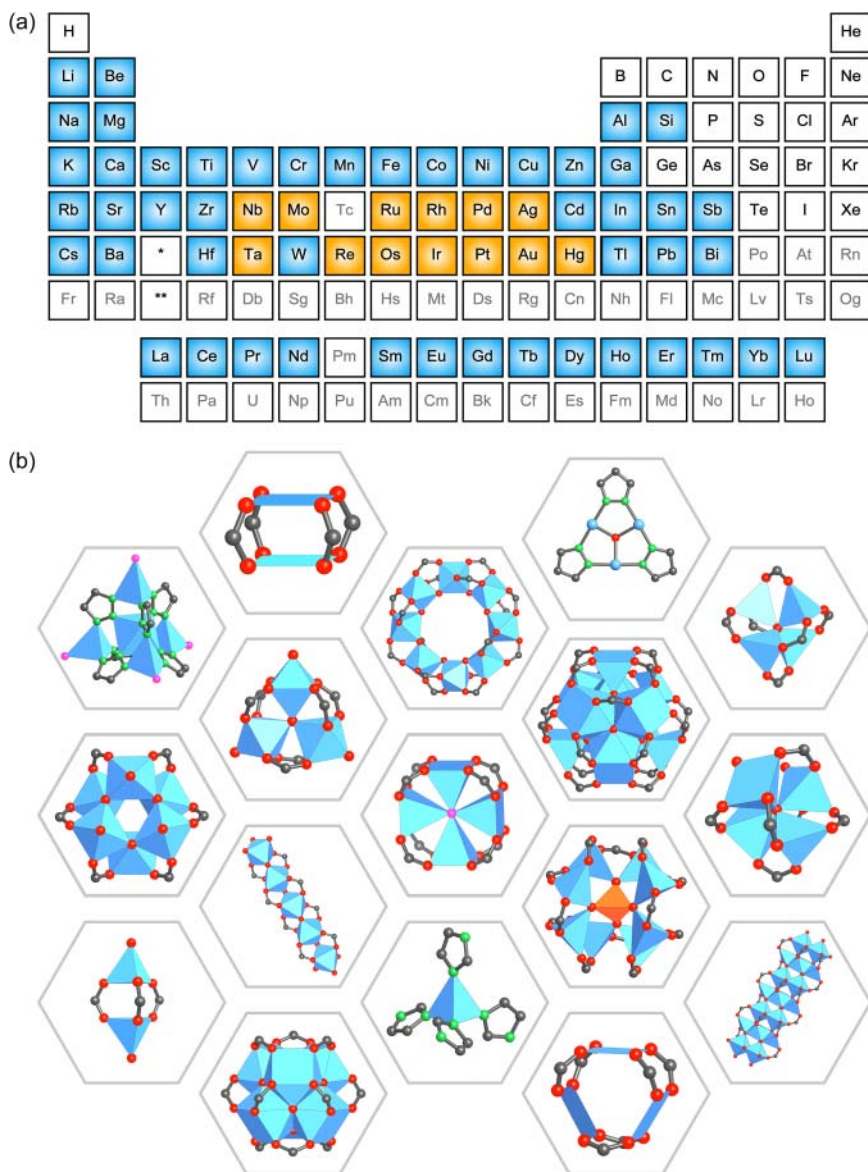 (a)
H He
Li Be B C N O F Ne
Na Mg Al Si P S Cl Ar
K Ca Sc Ti V Cr Mn Fe Co Ni Cu Zn Ga Ge As Se Br Kr
Rb Sr Y Zr Nb Mo Tc Ru Rh Pd Ag Cd In Sn Sb Te I Xe
Cs Ba * Hf Ta W Re Os Ir Pt Au Hg Tl Pb Bi Po At Rn
Fr Ra ** Rf Db Sg Bh Hs Mt Ds Rg Cn Nh Fl Mc Lv Ts Og
La Ce Pr Nd Pm Sm Eu Gd Tb Dy Ho Er Tm Yb Lu
Th Pa U Np Pu Am Cm Bk Cf Es Fm Md No Lr Ho
(b)